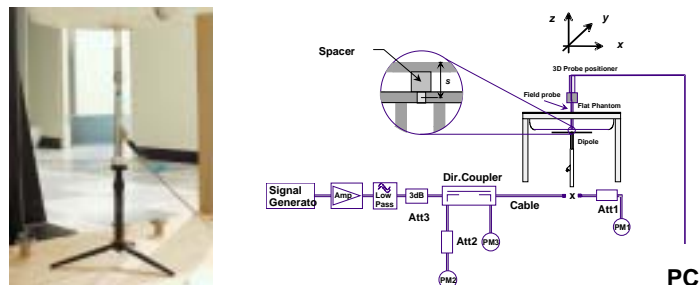 z
y
x
Spacer
s
3D Probe positioner
Field probe
Flat Phantom
Dipole
Dir.Coupler
Signal
Generato
Amp
Low
Pass
3dB
Att3
Cable
x
Att1
PM1
Att2
PM3
PM2
PC